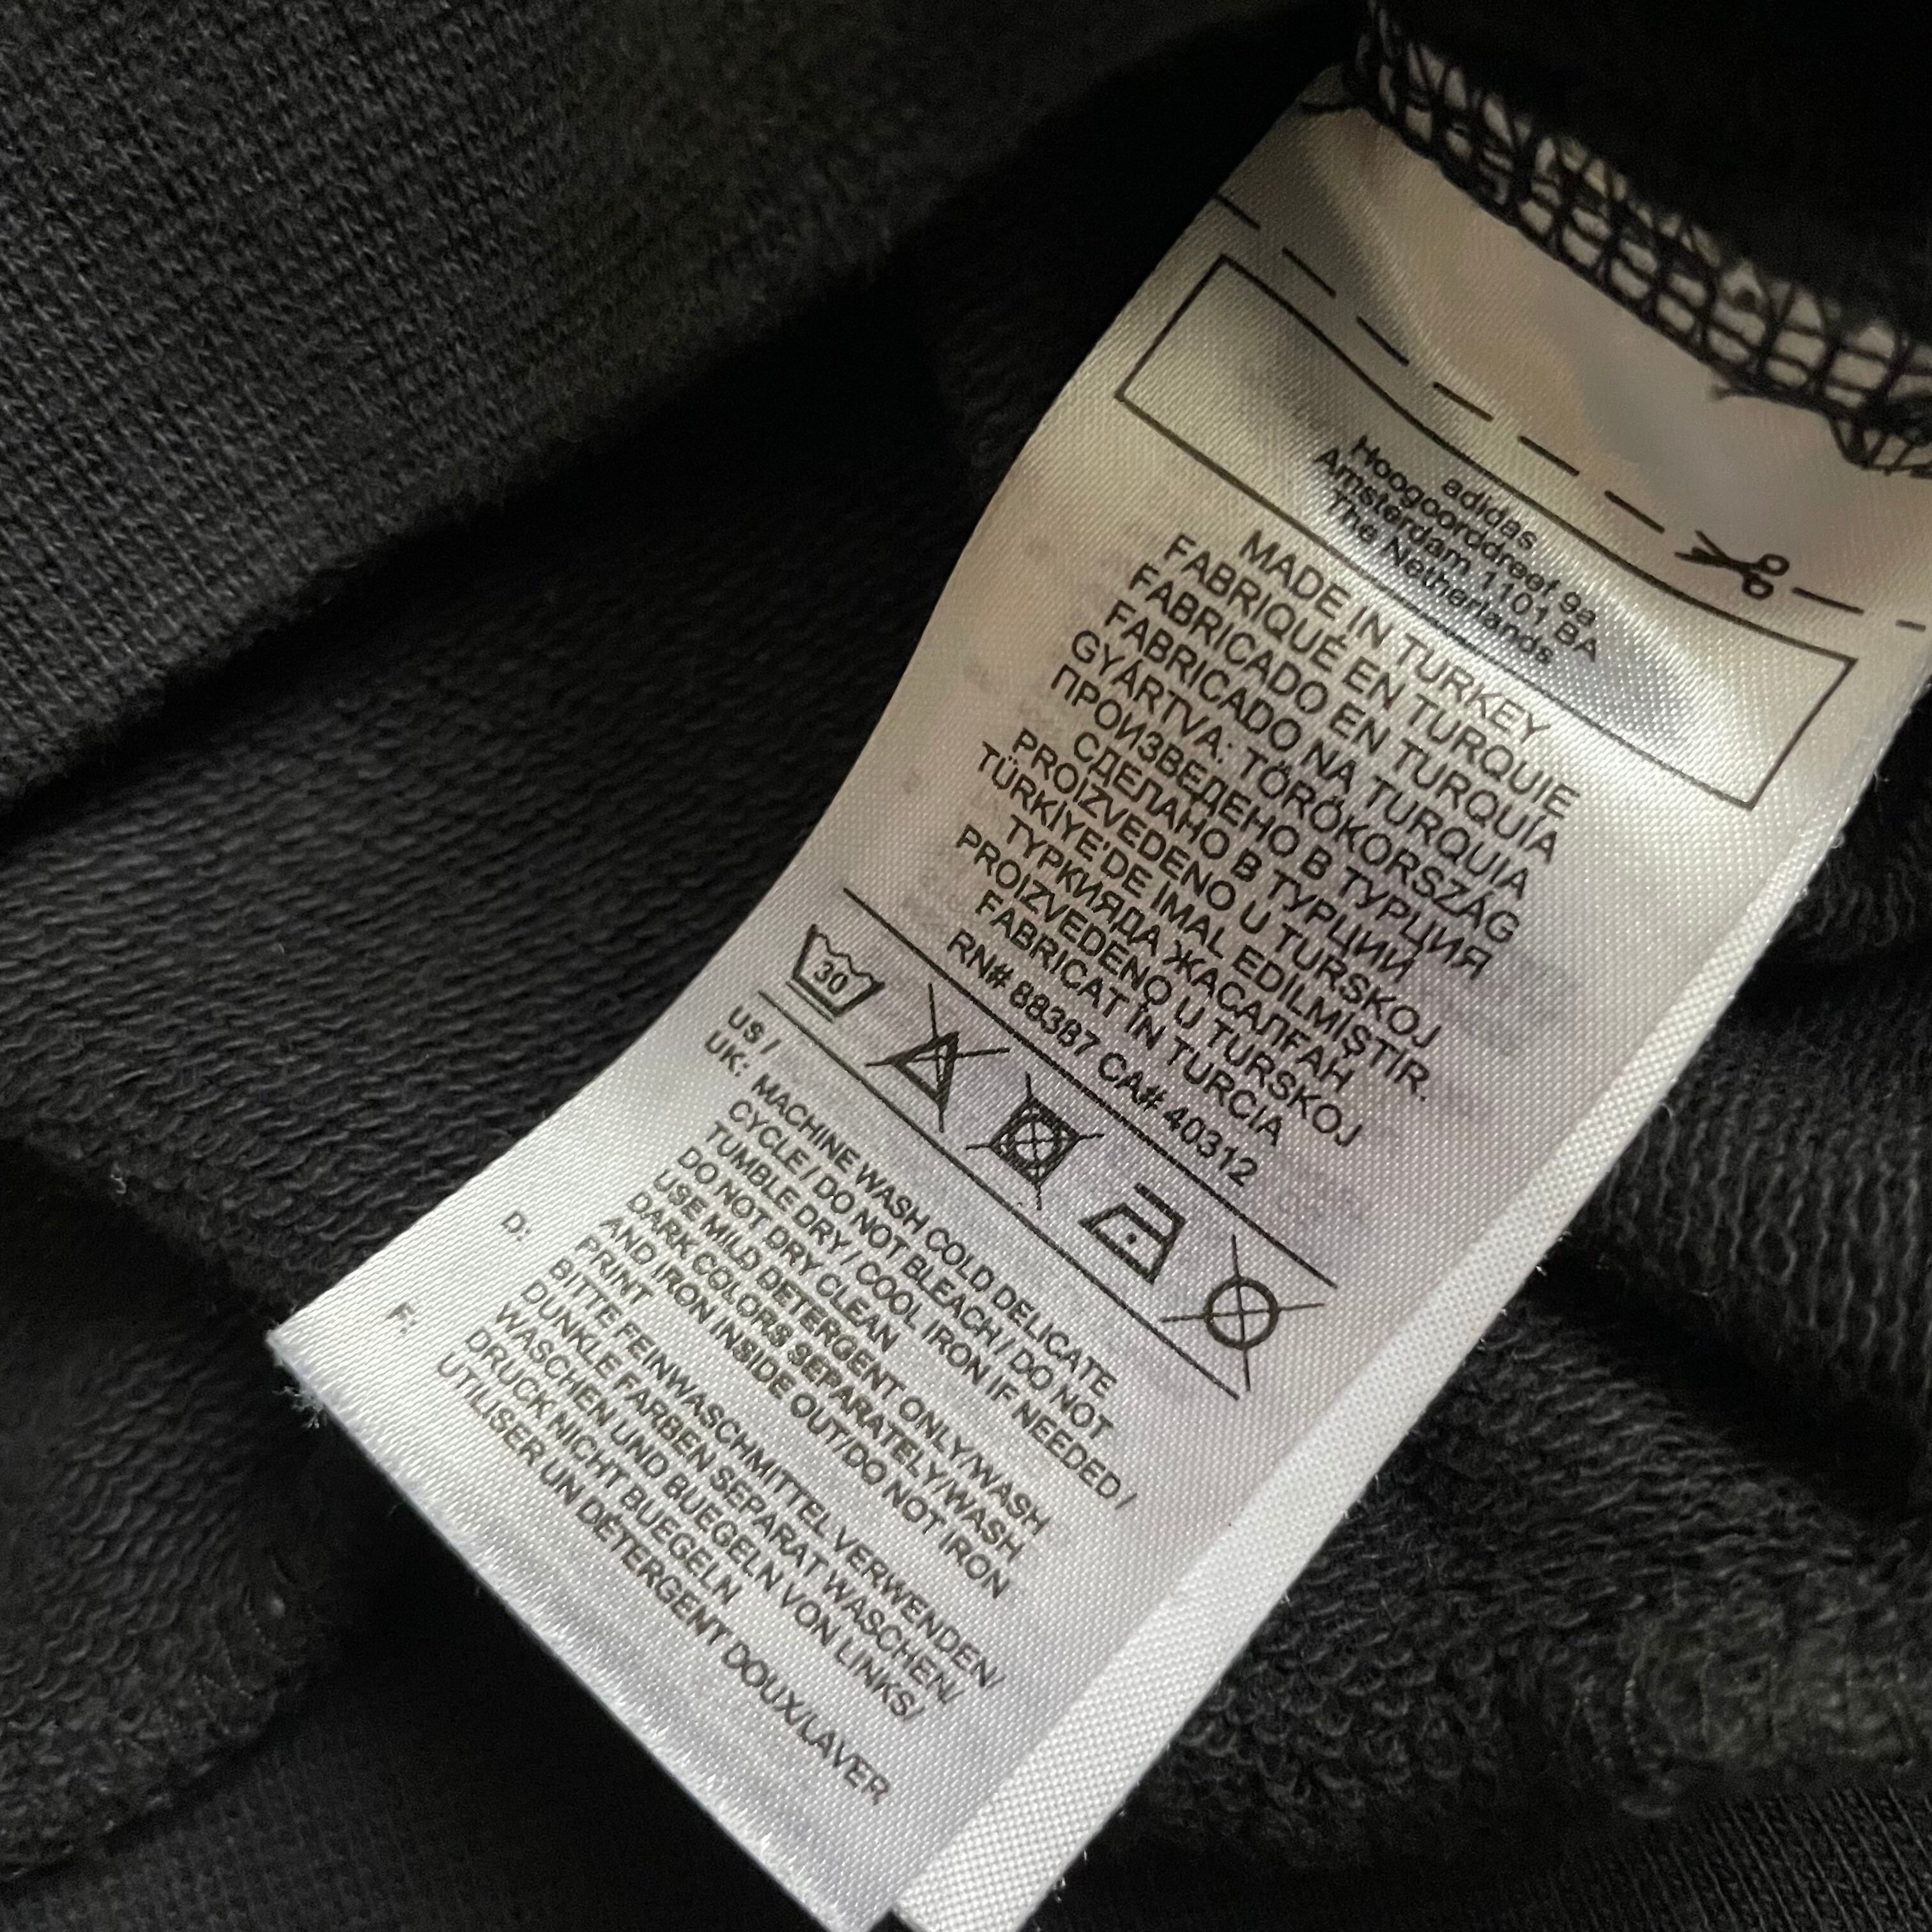 adidas
Hoogoorddreef 9a
Amsterdam 1101 BA
The Netherlands
MADE IN TURKEY
FABRIQUÉ EN TURQUIE
FABRICADO EN TURQUÍA
FABRICADO NA TURQUIA
GYÁRTVA: TÖRÖKORSZÁG
ПРОИЗВЕДЕНО В ТУРЦИЯ
СДЕЛАНО В ТУРЦИИ
PROIZVEDENO U TURSKOJ
TÜRKİYE'DE İMAL EDİLMİŞTİR.
ТУРКИЯДА ЖАСАЛҒАН
PROIZVEDENO U TURSKOJ
FABRICAT ÎN TURCIA
RN# 88387 CA# 40312
30
US /
UK: MACHINE WASH COLD DELICATE
CYCLE / DO NOT BLEACH / DO NOT
TUMBLE DRY / COOL IRON IF NEEDED /
DO NOT DRY CLEAN
USE MILD DETERGENT ONLY/WASH
DARK COLORS SEPARATELY/WASH
AND IRON INSIDE OUT/DO NOT IRON
PRINT
D: BITTE FEINWASCHMITTEL VERWENDEN/
DUNKLE FARBEN SEPARAT WASCHEN/
WASCHEN UND BUEGELN VON LINKS/
DRUCK NICHT BUEGELN
F: UTILISER UN DÉTERGENT DOUX/LAVER